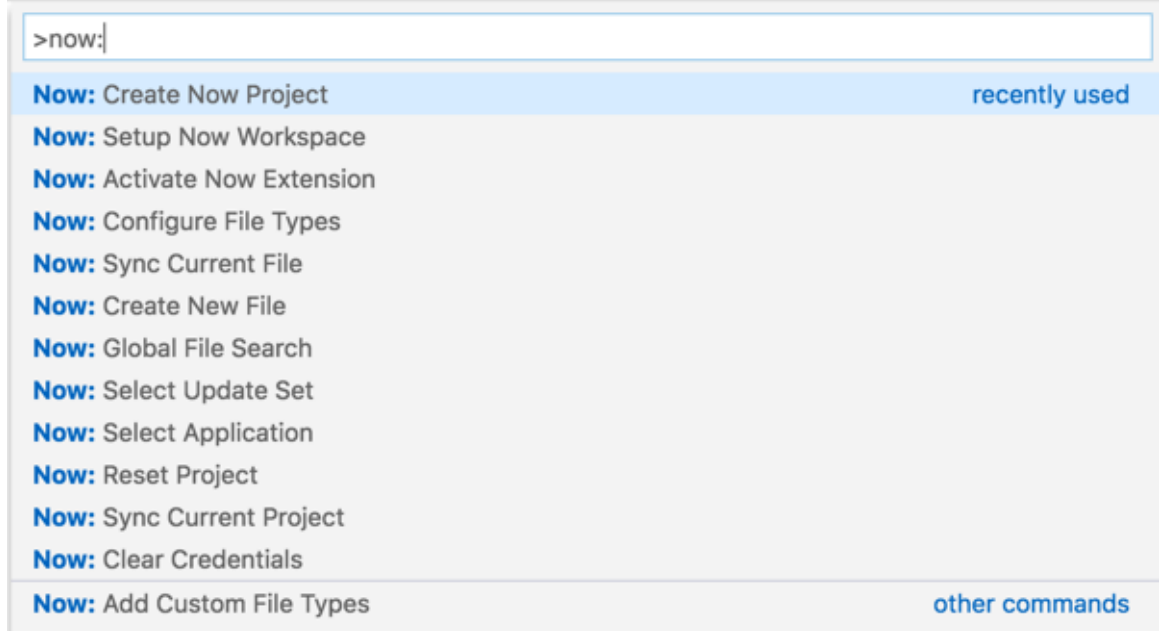 >now:
Now: Create Now Project recently used
Now: Setup Now Workspace
Now: Activate Now Extension
Now: Configure File Types
Now: Sync Current File
Now: Create New File
Now: Global File Search
Now: Select Update Set
Now: Select Application
Now: Reset Project
Now: Sync Current Project
Now: Clear Credentials
Now: Add Custom File Types other commands